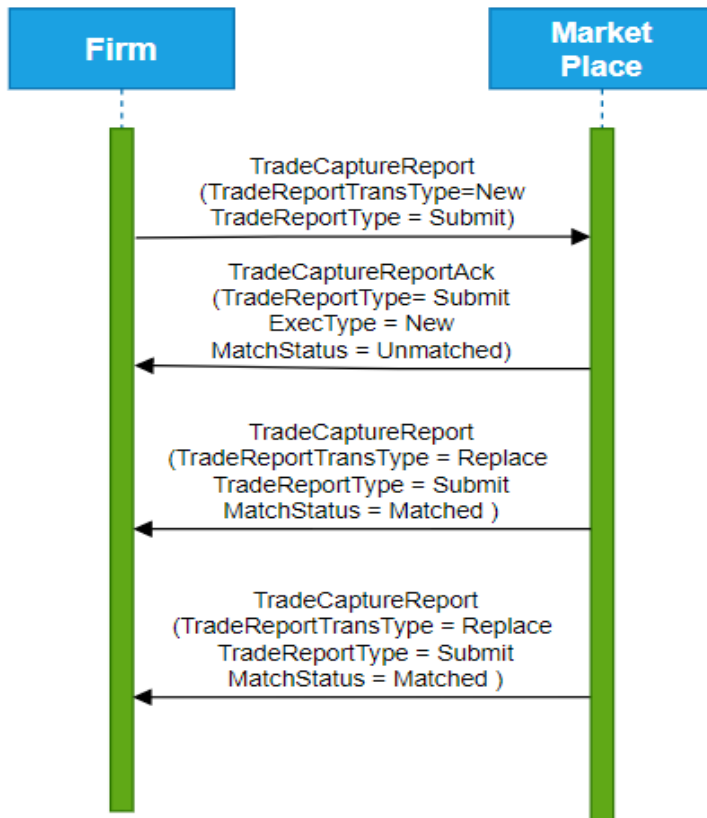 Firm
Market
Place
TradeCaptureReport
(TradeReportTransType=New
TradeReportType = Submit)
TradeCaptureReportAck
(TradeReportType= Submit
ExecType = New
MatchStatus = Unmatched)
TradeCaptureReport
(TradeReportTransType = Replace
TradeReportType = Submit
MatchStatus = Matched )
TradeCaptureReport
(TradeReportTransType = Replace
TradeReportType = Submit
MatchStatus = Matched )